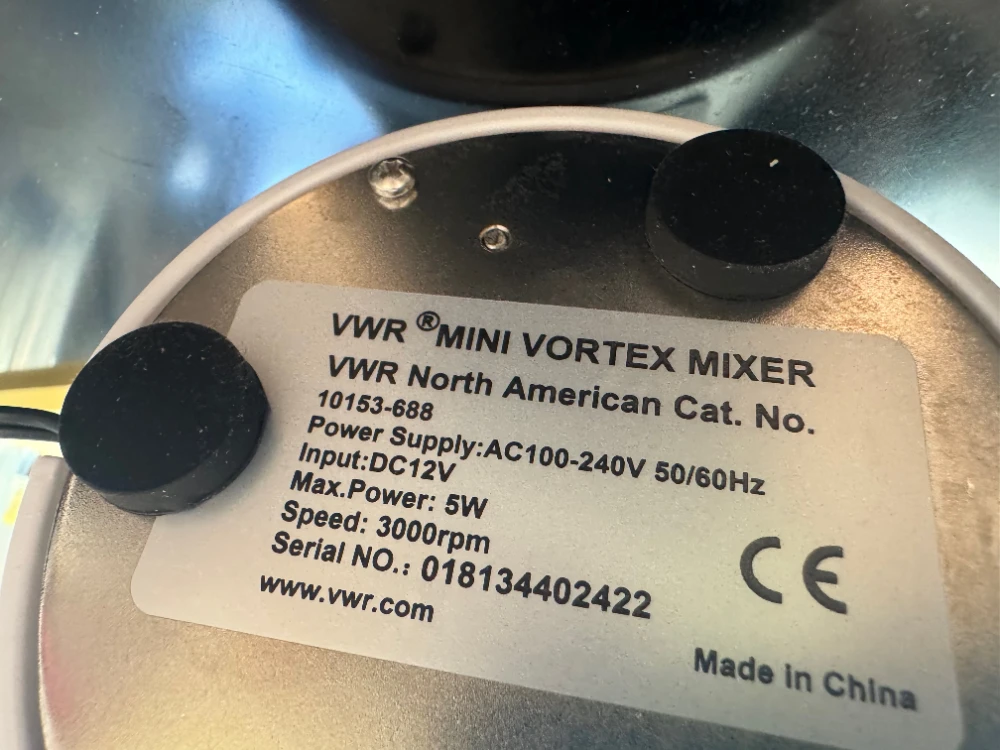 VWR ®MINI VORTEX MIXER
VWR North American Cat. No.
10153-688
Power Supply:AC100-240V 50/60Hz
Input:DC12V
Max.Power: 5W
Speed: 3000rpm
Serial NO.: 018134402422
www.vwr.com
CE
Made in China